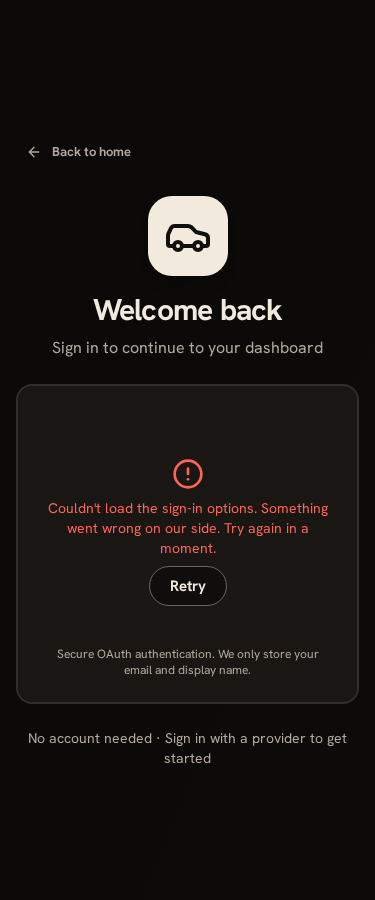 Back to home
Welcome back
Sign in to continue to your dashboard
Couldn't load the sign-in options. Something
went wrong on our side. Try again in a
moment.
Retry
Secure OAuth authentication. We only store your
email and display name.
No account needed · Sign in with a provider to get
started